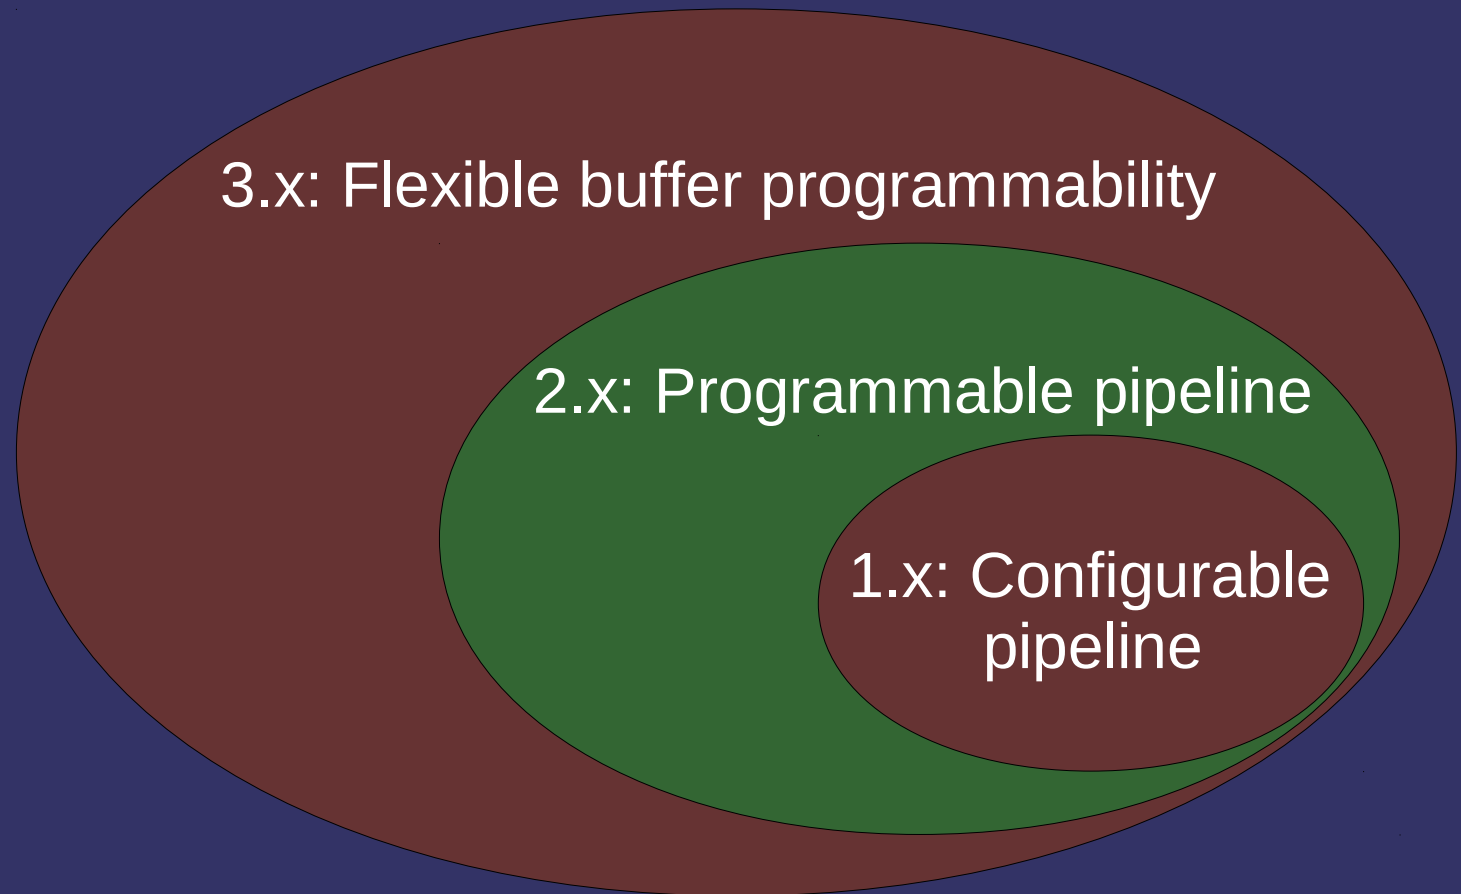 3.x: Flexible buffer programmability
2.x: Programmable pipeline
1.x: Configurable
pipeline